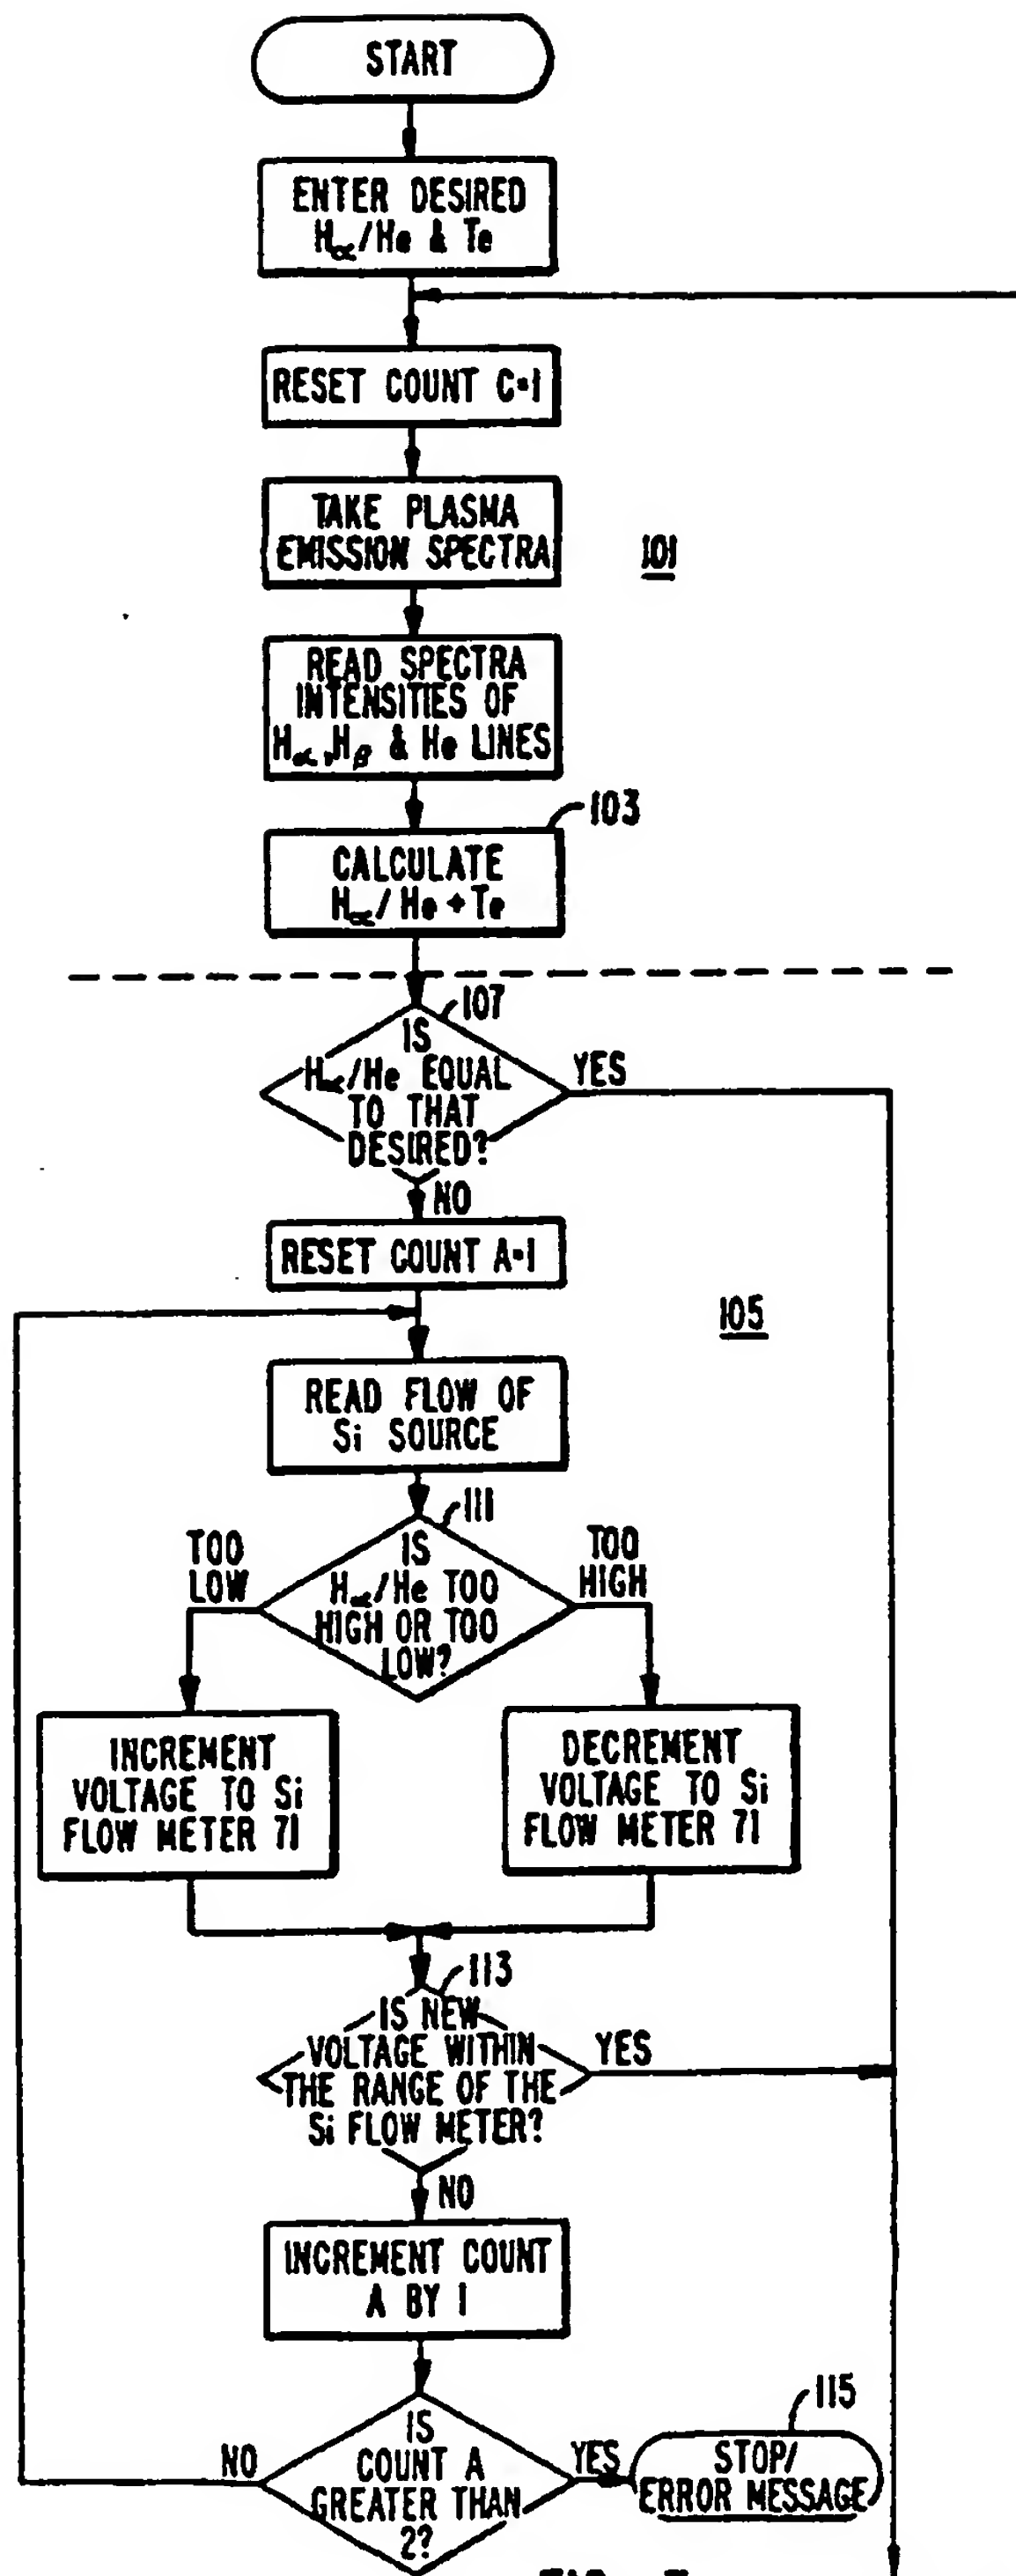 START
ENTER DESIRED
Hα/He & Te
RESET COUNT C=1
TAKE PLASMA
EMISSION SPECTRA
101
READ SPECTRA
INTENSITIES OF
Hα,Hβ & He LINES
103
CALCULATE
Hα/He + Te
107
IS
Hα/He EQUAL
TO THAT
DESIRED?
YES
NO
RESET COUNT A=1
105
READ FLOW OF
Si SOURCE
111
TOO
LOW
IS
Hα/He TOO
HIGH OR TOO
LOW?
TOO
HIGH
INCREMENT
VOLTAGE TO Si
FLOW METER 71
DECREMENT
VOLTAGE TO Si
FLOW METER 71
113
IS NEW
VOLTAGE WITHIN
THE RANGE OF THE
Si FLOW METER?
YES
NO
INCREMENT COUNT
A BY 1
115
NO
IS
COUNT A
GREATER THAN
2?
YES
STOP/
ERROR MESSAGE